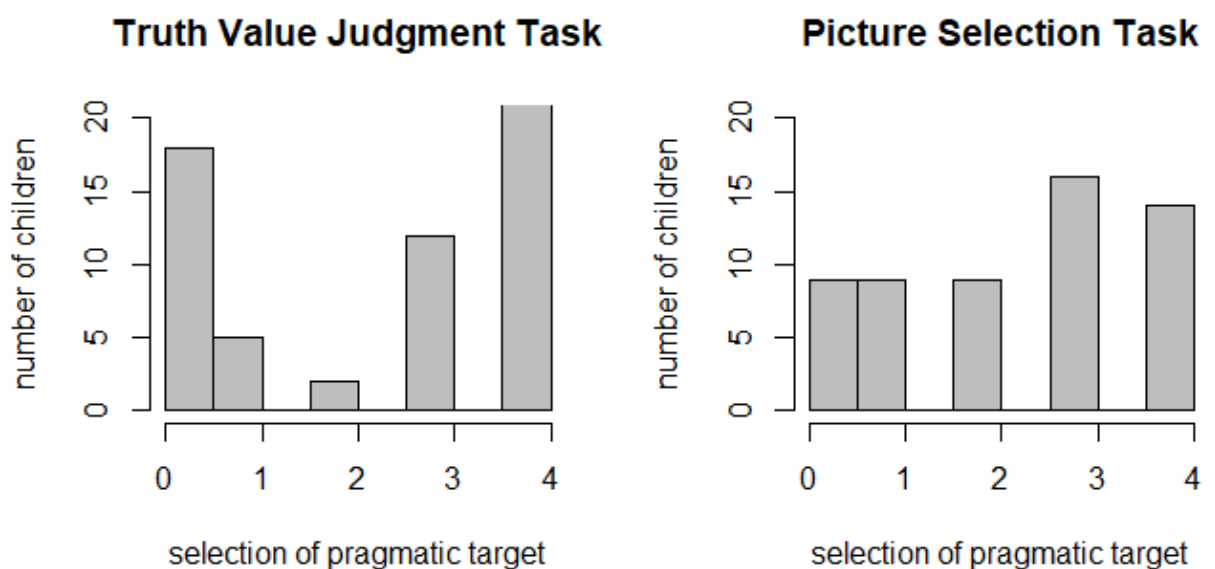 Truth Value Judgment Task
number of children
0
5
10
15
20
0 1 2 3 4
selection of pragmatic target
Picture Selection Task
number of children
0
5
10
15
20
0 1 2 3 4
selection of pragmatic target